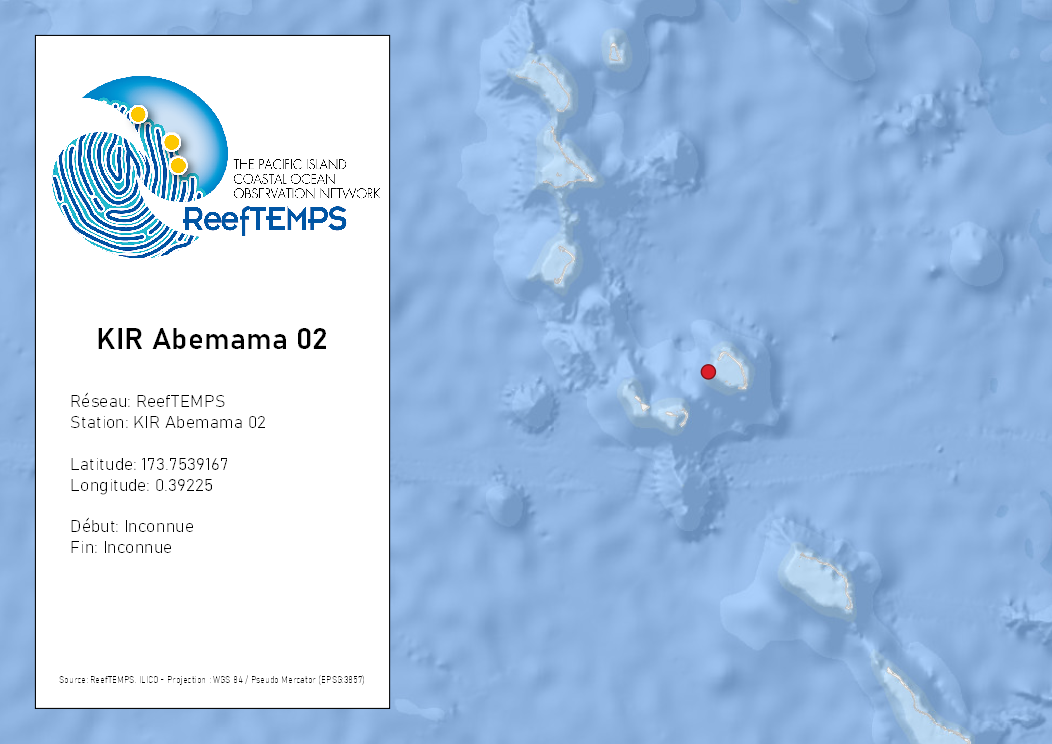 THE PACIFIC ISLAND
COASTAL OCEAN
OBSERVATION NETWORK
ReefTEMPS
KIR Abemama 02
Réseau: ReefTEMPS
Station: KIR Abemama 02
Latitude: 173.7539167
Longitude: 0.39225
Début: Inconnue
Fin: Inconnue
Source: ReefTEMPS, ILICO - Projection : WGS 84 / Pseudo Mercator (EPSG:3857)